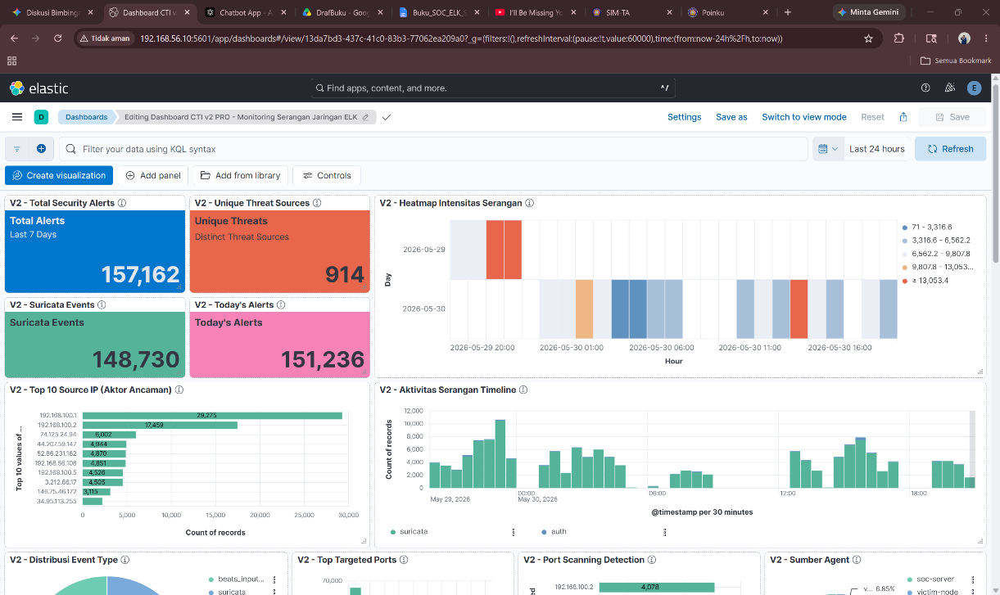 Diskusi Bimbing
Dashboard CTI v
Chatbot App - A
DrafBuku - Goog
Buku_SOC_ELK_S
I'll Be Missing Yo
SIM-TA
Poinku
Minta Gemini
Tidak aman
192.168.56.10:5601/app/dashboards#/view/13da7bd3-437c-41c0-83b3-77062ea209a0?_g=(filters:!(),refreshInterval:(pause:!t,value:60000),time:(from:now-24h%2Fh,to:now))
Semua Bookmark
elastic
Find apps, content, and more.
^/
E
D
Dashboards
Editing Dashboard CTI v2 PRO - Monitoring Serangan Jaringan ELK
Settings
Save as
Switch to view mode
Reset
Save
Filter your data using KQL syntax
Last 24 hours
Refresh
Create visualization
Add panel
Add from library
Controls
V2 - Total Security Alerts
Total Alerts
Last 7 Days
157,162
V2 - Unique Threat Sources
Unique Threats
Distinct Threat Sources
914
V2 - Suricata Events
Suricata Events
148,730
V2 - Today's Alerts
Today's Alerts
151,236
V2 - Heatmap Intensitas Serangan
Day
2026-05-29
2026-05-30
2026-05-29 20:00
2026-05-30 01:00
2026-05-30 06:00
2026-05-30 11:00
2026-05-30 16:00
Hour
71 - 3,316.6
3,316.6 - 6,562.2
6,562.2 - 9,807.8
9,807.8 - 13,053...
≥ 13,053.4
V2 - Top 10 Source IP (Aktor Ancaman)
Top 10 values of ...
192.168.100.1
29,275
192.168.100.2
17,459
74.125.24.94
6,002
44.207.59.147
4,944
52.86.231.162
4,870
192.168.56.108
4,851
192.168.100.5
4,526
3.212.86.17
4,505
146.75.46.172
3,115
34.95.113.255
0
5,000
10,000
15,000
20,000
25,000
30,000
Count of records
V2 - Aktivitas Serangan Timeline
Count of records
12,000
10,000
8,000
6,000
4,000
2,000
0
May 29, 2026
00:00
May 30, 2026
06:00
12:00
18:00
@timestamp per 30 minutes
suricata
auth
V2 - Distribusi Event Type
beats_input...
suricata
V2 - Top Targeted Ports
70,000
V2 - Port Scanning Detection
192.168.100.2
4,078
V2 - Sumber Agent
v... 6.85%
soc-server
victim-node